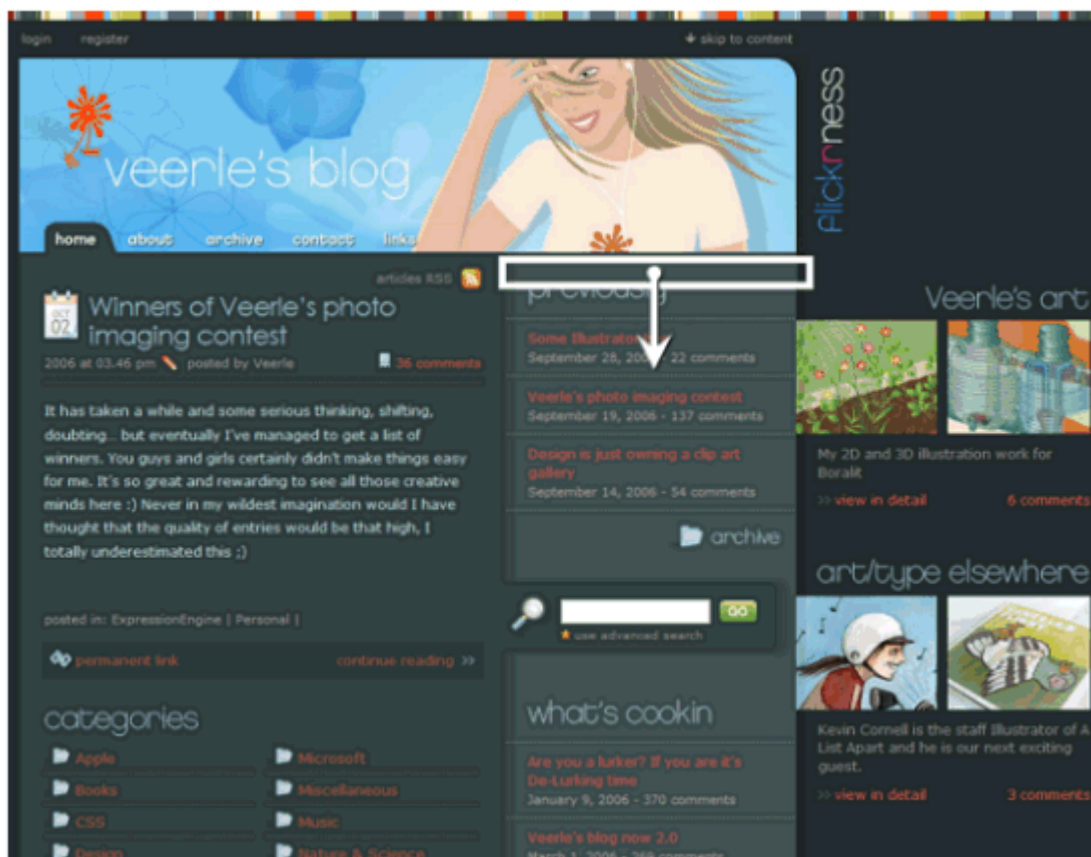 login register
skip to content
flickrness
veerle's blog
home about archive contact links
articles RSS
OCT
02
Winners of Veerle's photo
imaging contest
2006 at 03.46 pm posted by Veerle 36 comments
It has taken a while and some serious thinking, shifting,
doubting... but eventually I've managed to get a list of
winners. You guys and girls certainly didn't make things easy
for me. It's so great and rewarding to see all those creative
minds here :) Never in my wildest imagination would I have
thought that the quality of entries would be that high, I
totally underestimated this ;)
posted in: ExpressionEngine | Personal |
permanent link continue reading >>
categories
Apple Microsoft
Books Miscellaneous
CSS Music
Design Nature & Science
previously
Some Illustrator
September 28, 2006 - 22 comments
Veerle's photo imaging contest
September 19, 2006 - 137 comments
Design is just owning a clip art
gallery
September 14, 2006 - 54 comments
archive
GO
use advanced search
what's cookin
Are you a lurker? If you are it's
De-Lurking time
January 9, 2006 - 370 comments
Veerle's blog now 2.0
March 1, 2006 - 269 comments
Veerle's art
My 2D and 3D illustration work for
Boralit
>> view in detail 6 comments
art/type elsewhere
Kevin Cornell is the staff Illustrator of A
List Apart and he is our next exciting
guest.
>> view in detail 3 comments